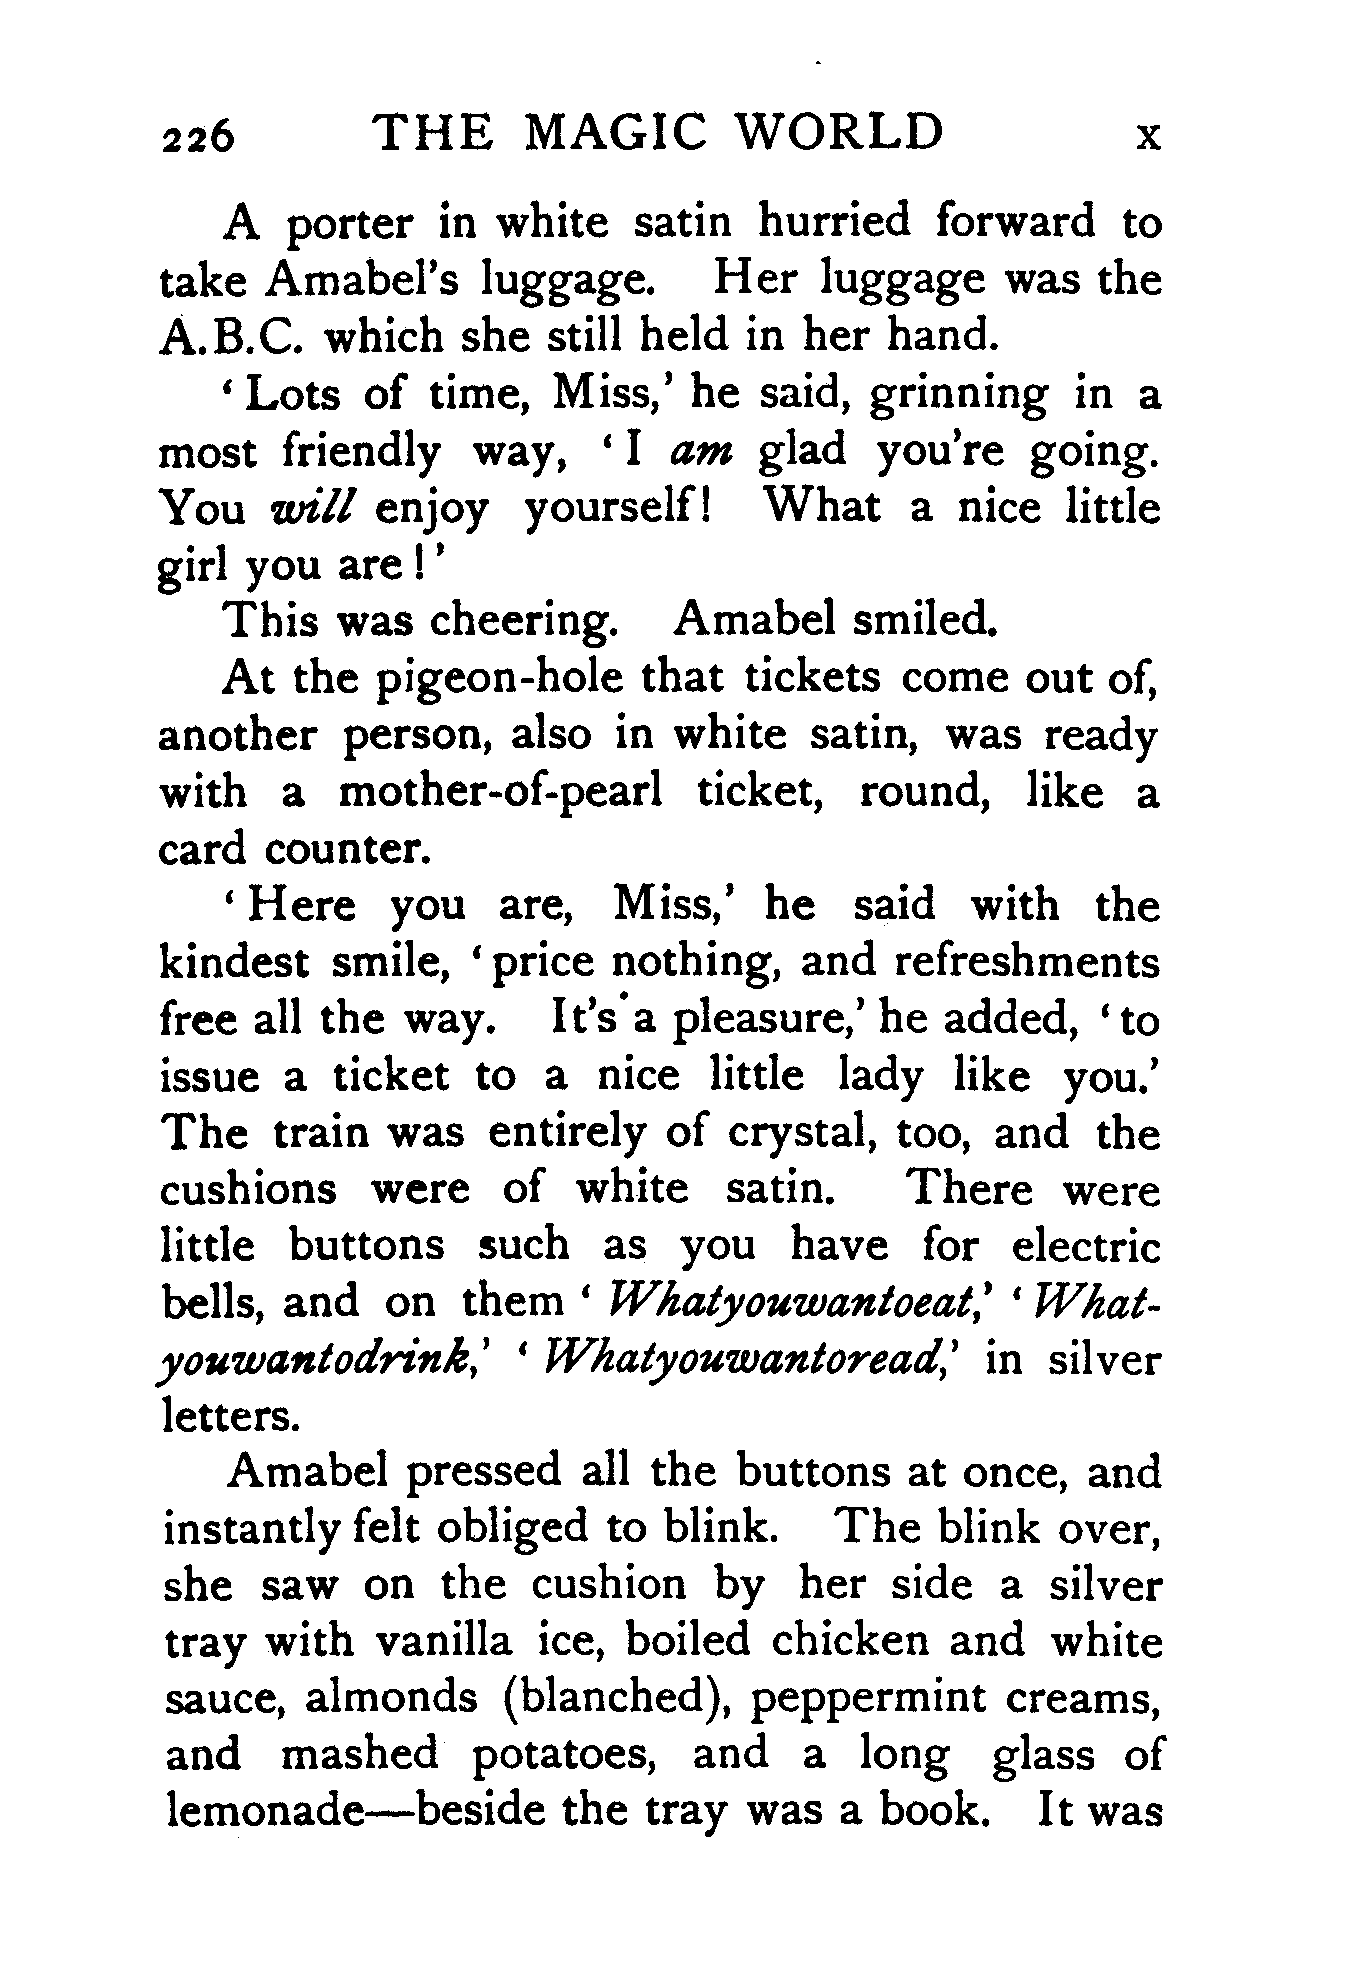 226 THE MAGIC WORLD x
A porter in white satin hurried forward to
take Amabel's luggage. Her luggage was the
A.B.C. which she still held in her hand.
‘Lots of time, Miss,’ he said, grinning in a
most friendly way, ‘I am glad you're going.
You will enjoy yourself! What a nice little
girl you are!’
This was cheering. Amabel smiled.
At the pigeon-hole that tickets come out of,
another person, also in white satin, was ready
with a mother-of-pearl ticket, round, like a
card counter.
‘Here you are, Miss,’ he said with the
kindest smile, ‘price nothing, and refreshments
free all the way. It's a pleasure,’ he added, ‘to
issue a ticket to a nice little lady like you.’
The train was entirely of crystal, too, and the
cushions were of white satin. There were
little buttons such as you have for electric
bells, and on them ‘Whatyouwantoeat,’ ‘What-
youwantodrink,’ ‘Whatyouwantoread,’ in silver
letters.
Amabel pressed all the buttons at once, and
instantly felt obliged to blink. The blink over,
she saw on the cushion by her side a silver
tray with vanilla ice, boiled chicken and white
sauce, almonds (blanched), peppermint creams,
and mashed potatoes, and a long glass of
lemonade—beside the tray was a book. It was